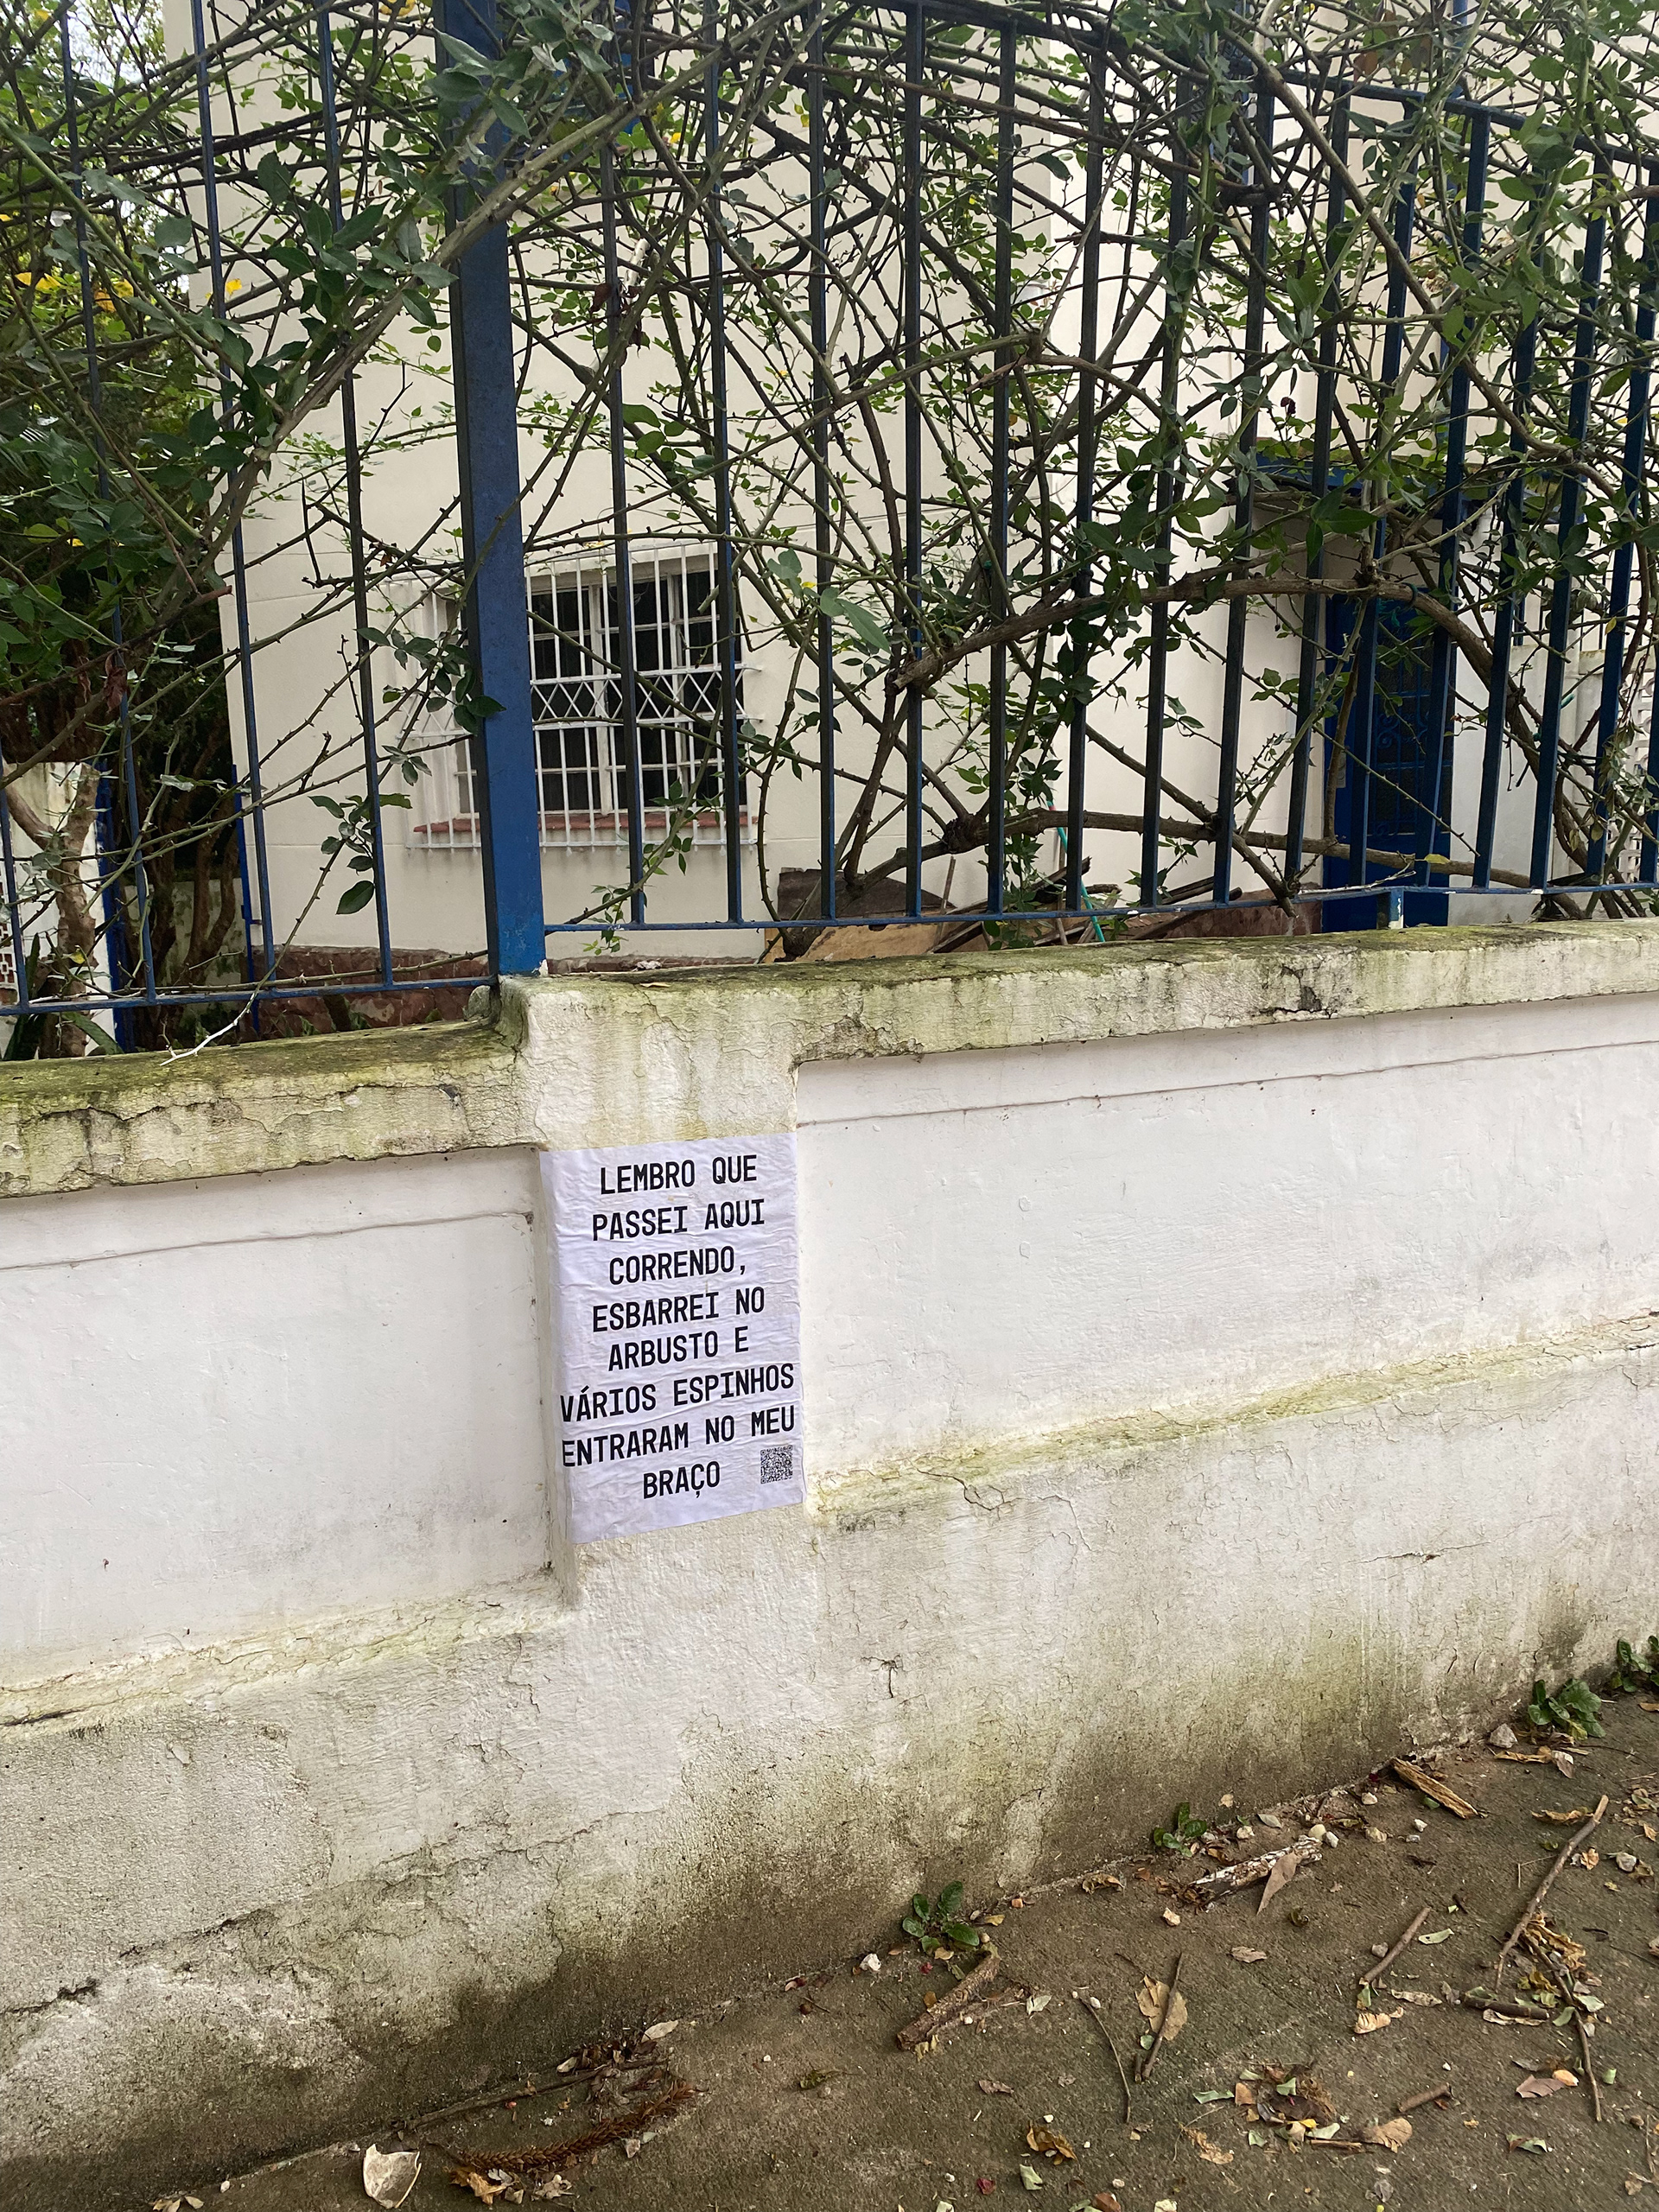 LEMBRO QUE
PASSEI AQUI
CORRENDO,
ESBARREI NO
ARBUSTO E
VÁRIOS ESPINHOS
ENTRARAM NO MEU
BRAÇO